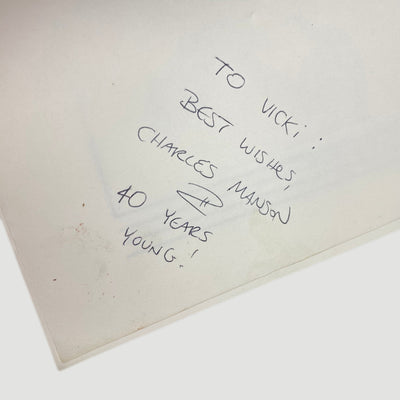 TO VICKI:
BEST WISHES,
CHARLES MANSON
40 YEARS
YOUNG!